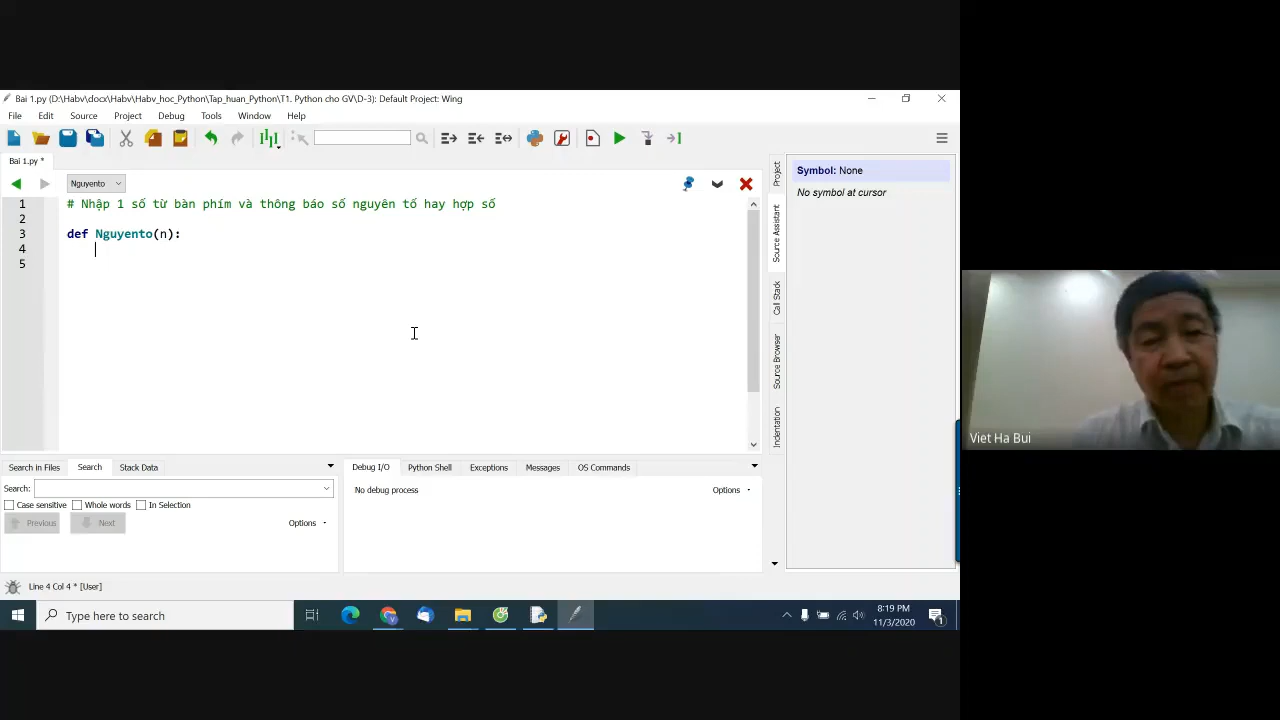 Bai 1.py (D:\Habv\docx\Habv\Habv_hoc_Python\Tap_huan_Python\T1. Python cho GV\D-3): Default Project: Wing
File Edit Source Project Debug Tools Window Help
Bai 1.py *
Nguyento
1 # Nhập 1 số từ bàn phím và thông báo số nguyên tố hay hợp số
2
3 def Nguyento(n):
4
5
Project
Source Assistant
Call Stack
Source Browser
Indentation
Symbol: None
No symbol at cursor
Search in Files Search Stack Data
Search:
Case sensitive Whole words In Selection
Previous Next Options
Debug I/O Python Shell Exceptions Messages OS Commands
No debug process Options
Line 4 Col 4 * [User]
Type here to search
8:19 PM
11/3/2020
1
Viet Ha Bui